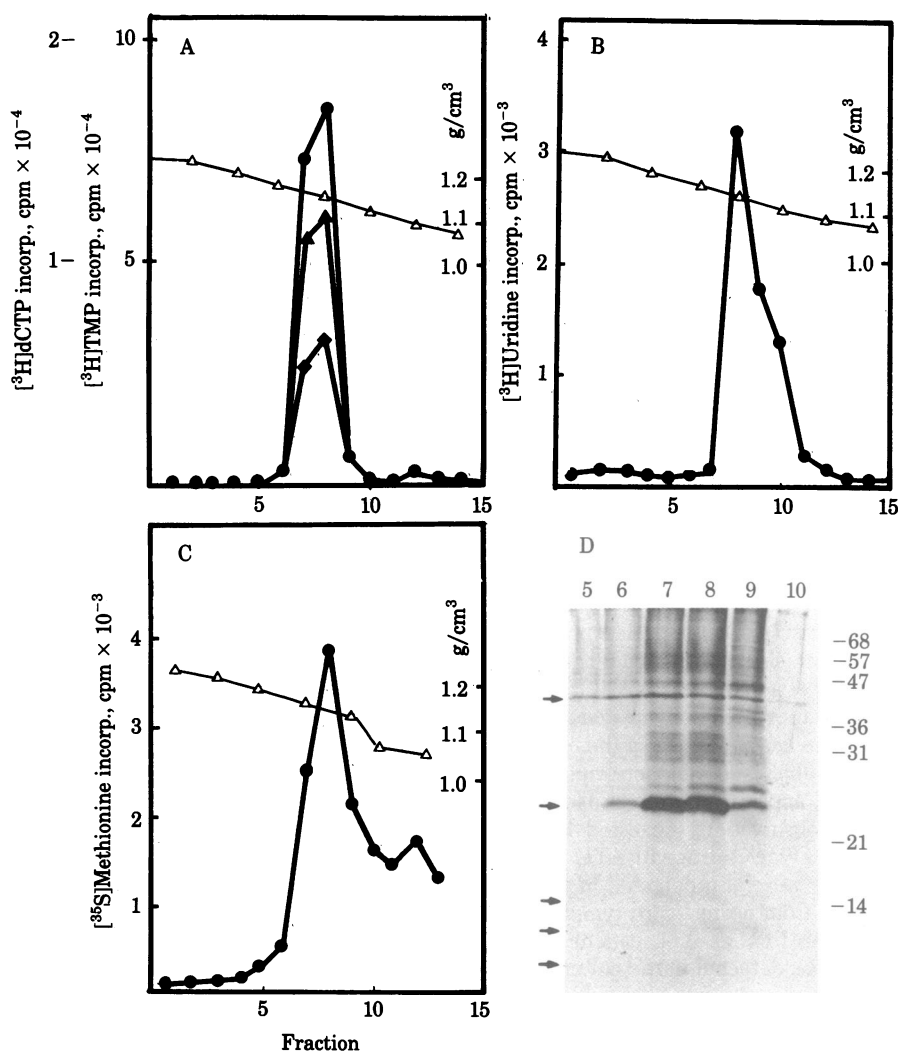 A
[³H]dCTP incorp., cpm × 10⁻⁴
2–
1–
[³H]TMP incorp., cpm × 10⁻⁴
10
5
g/cm³
1.2
1.1
1.0
5
10
15
B
[³H]Uridine incorp., cpm × 10⁻³
4
3
2
1
g/cm³
1.2
1.1
1.0
5
10
15
C
[³⁵S]Methionine incorp., cpm × 10⁻³
4
3
2
1
g/cm³
1.2
1.1
1.0
5
10
15
Fraction
D
5 6 7 8 9 10
–68
–57
–47
–36
–31
–21
–14